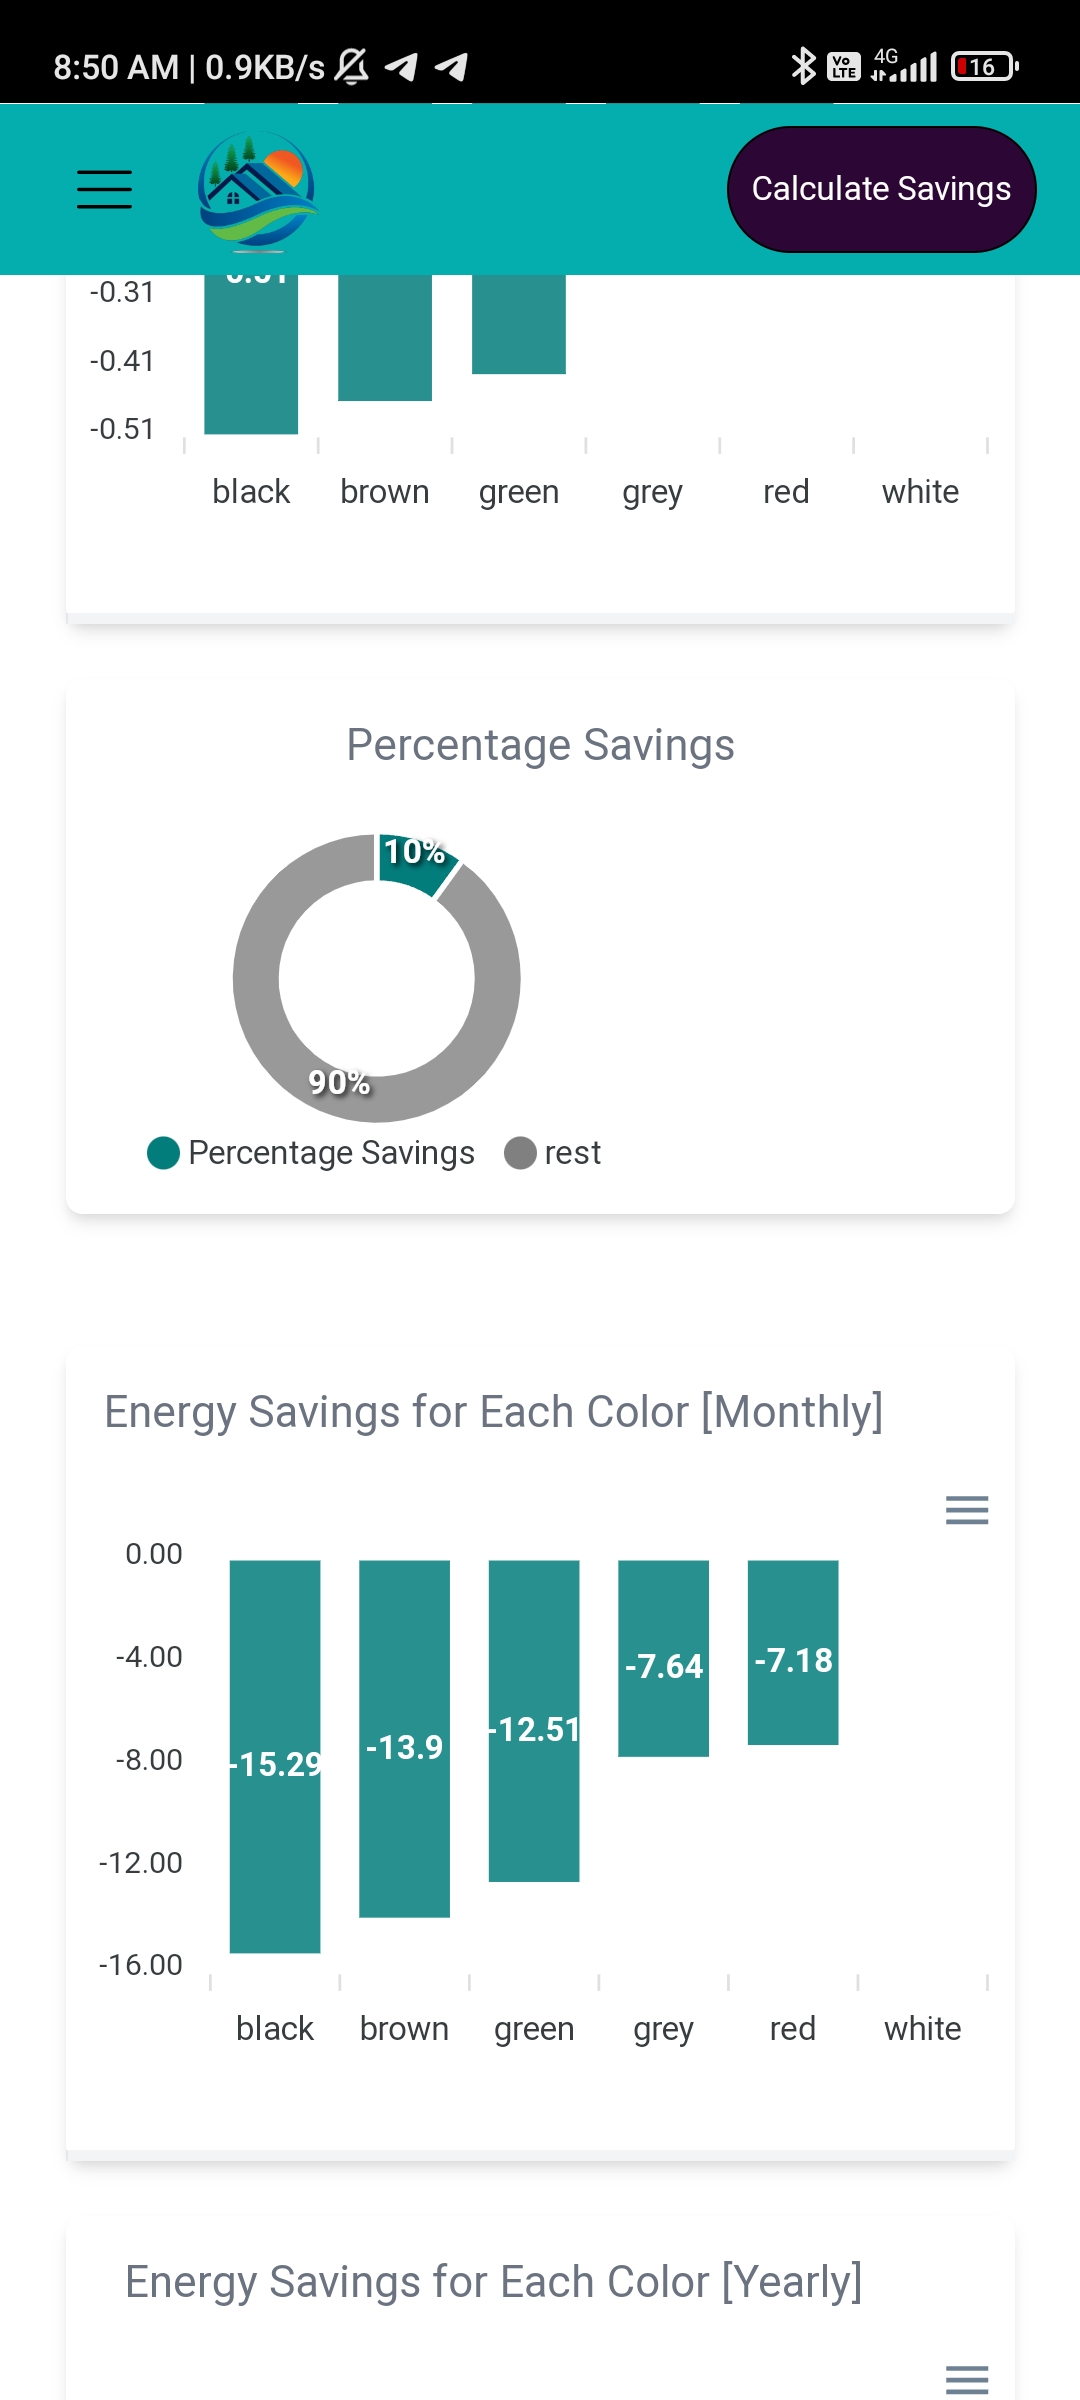 8:50 AM | 0.9KB/s
Vo LTE 4G 16
Calculate Savings
-0.31
-0.41
-0.51
black brown green grey red white
Percentage Savings
10%
90%
Percentage Savings rest
Energy Savings for Each Color [Monthly]
0.00
-4.00
-8.00
-12.00
-16.00
-15.29 -13.9 -12.51 -7.64 -7.18
black brown green grey red white
Energy Savings for Each Color [Yearly]